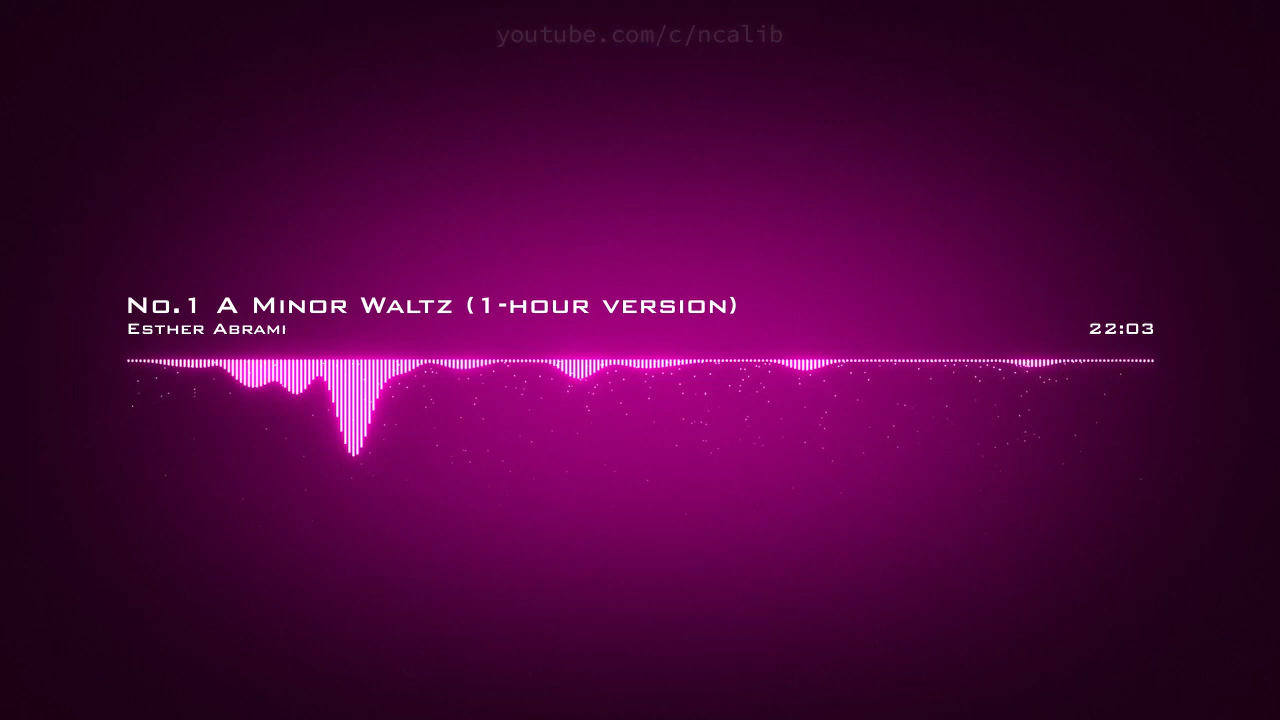 youtube.com/c/ncalib
No.1 A Minor Waltz (1-hour version)
Esther Abrami
22:03